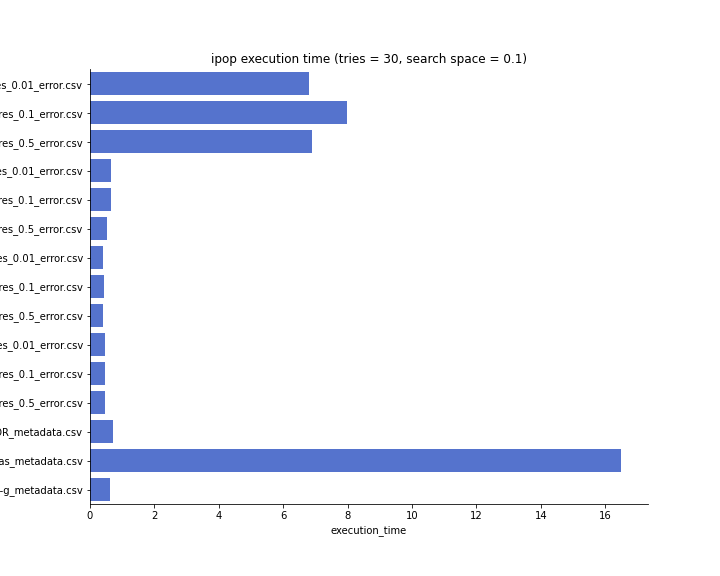 ipop execution time (tries = 30, search space = 0.1)
es_0.01_error.csv
res_0.1_error.csv
res_0.5_error.csv
es_0.01_error.csv
res_0.1_error.csv
res_0.5_error.csv
es_0.01_error.csv
res_0.1_error.csv
res_0.5_error.csv
es_0.01_error.csv
res_0.1_error.csv
res_0.5_error.csv
OR_metadata.csv
as_metadata.csv
-g_metadata.csv
0 2 4 6 8 10 12 14 16
execution_time